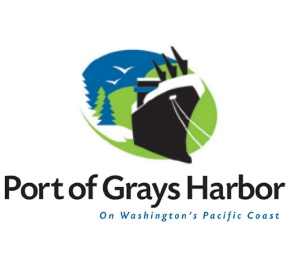 Port of Grays Harbor
On Washington's Pacific Coast